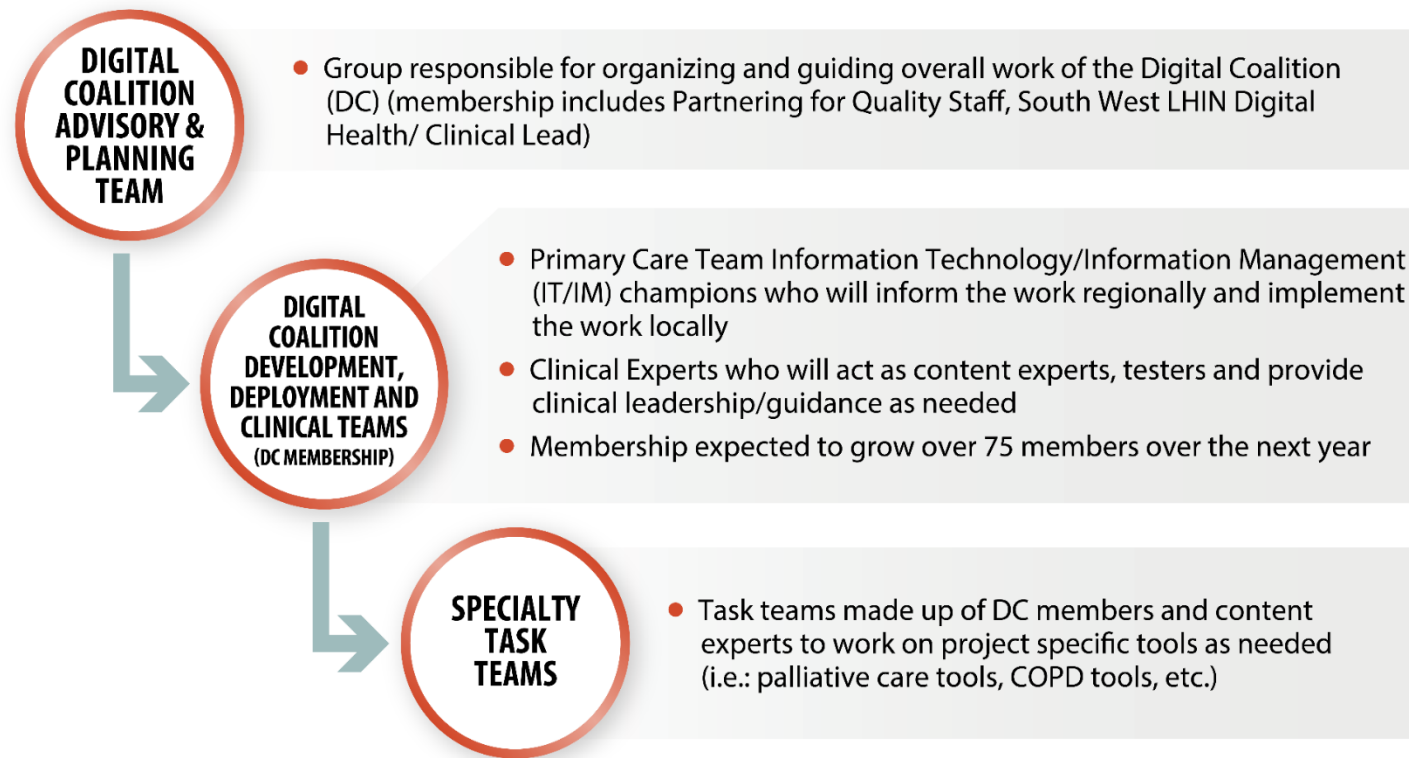 DIGITAL
COALITION
ADVISORY &
PLANNING
TEAM
• Group responsible for organizing and guiding overall work of the Digital Coalition
(DC) (membership includes Partnering for Quality Staff, South West LHIN Digital
Health/ Clinical Lead)
DIGITAL
COALITION
DEVELOPMENT,
DEPLOYMENT AND
CLINICAL TEAMS
(DC MEMBERSHIP)
• Primary Care Team Information Technology/Information Management
(IT/IM) champions who will inform the work regionally and implement
the work locally
• Clinical Experts who will act as content experts, testers and provide
clinical leadership/guidance as needed
• Membership expected to grow over 75 members over the next year
SPECIALTY
TASK
TEAMS
• Task teams made up of DC members and content
experts to work on project specific tools as needed
(i.e.: palliative care tools, COPD tools, etc.)